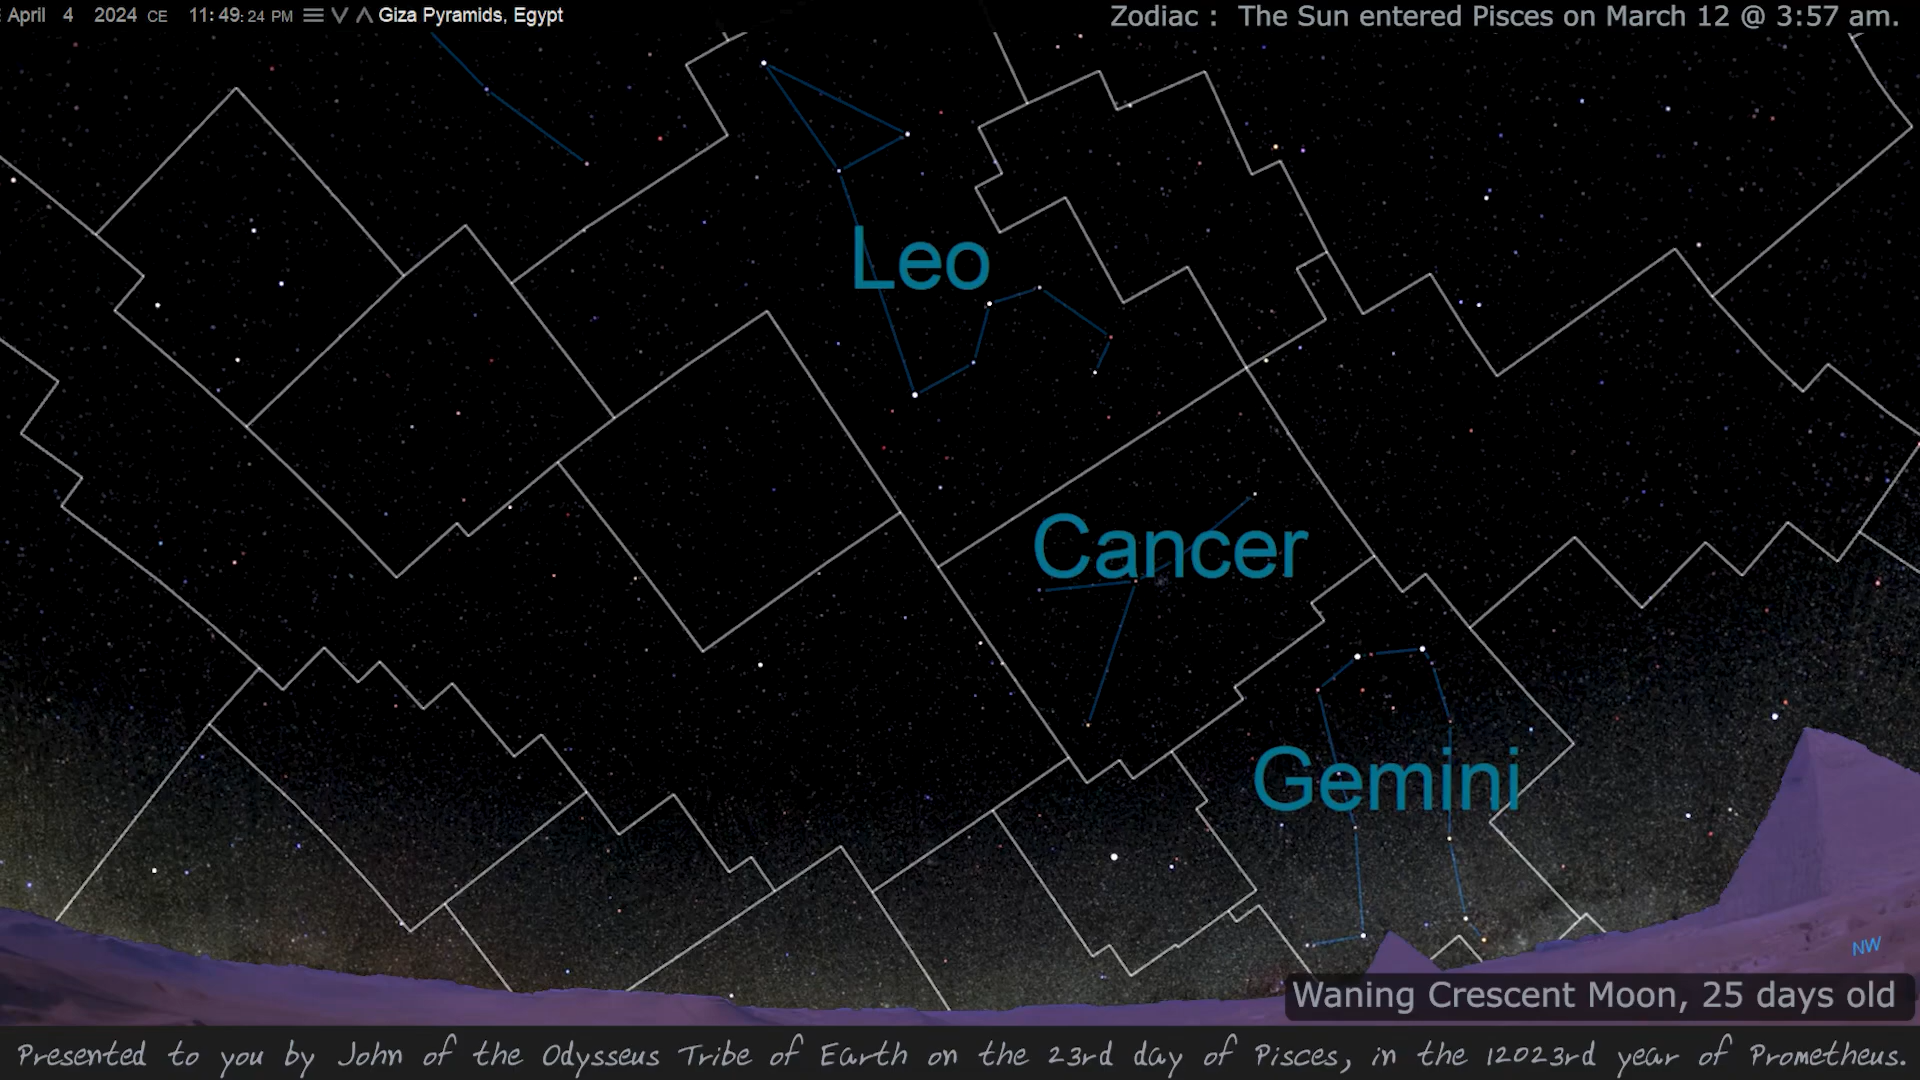 April 4 2024 CE 11:49:24 PM Giza Pyramids, Egypt
Zodiac : The Sun entered Pisces on March 12 @ 3:57 am.
Leo
Cancer
Gemini
NW
Waning Crescent Moon, 25 days old
Presented to you by John of the Odysseus Tribe of Earth on the 23rd day of Pisces, in the 12023rd year of Prometheus.